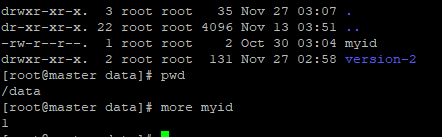 drwxr-xr-x.  3 root root   35 Nov 27 03:07 .
dr-xr-xr-x. 22 root root 4096 Nov 13 03:51 ..
-rw-r--r--.  1 root root    2 Oct 30 03:04 myid
drwxr-xr-x.  2 root root  131 Nov 27 02:58 version-2
[root@master data]# pwd
/data
[root@master data]# more myid
1
[root@master data]#